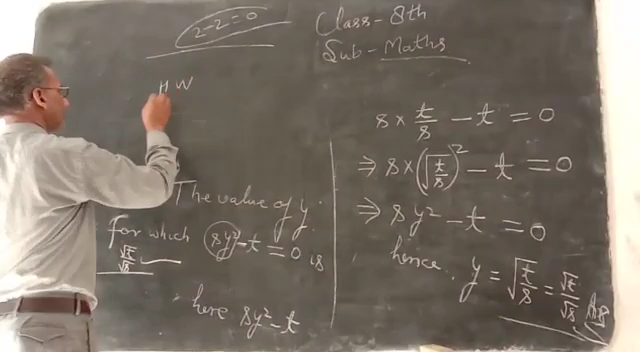 2-2=0
Class-8th
Sub-Maths
HW
The value of y
for which 8y²-t=0 is
√t/√8
here 8y²-t
8×t/8-t=0
⇒8×(√t/8)²-t=0
⇒8y²-t=0
hence. y=√t/8=√t/√8 Ans